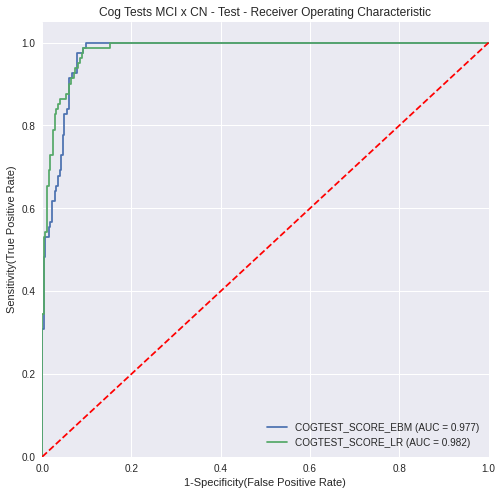 Cog Tests MCI x CN - Test - Receiver Operating Characteristic
Sensitivity(True Positive Rate)
1.0
0.8
0.6
0.4
0.2
0.0
COGTEST_SCORE_EBM (AUC = 0.977)
COGTEST_SCORE_LR (AUC = 0.982)
0.0 0.2 0.4 0.6 0.8 1.0
1-Specificity(False Positive Rate)